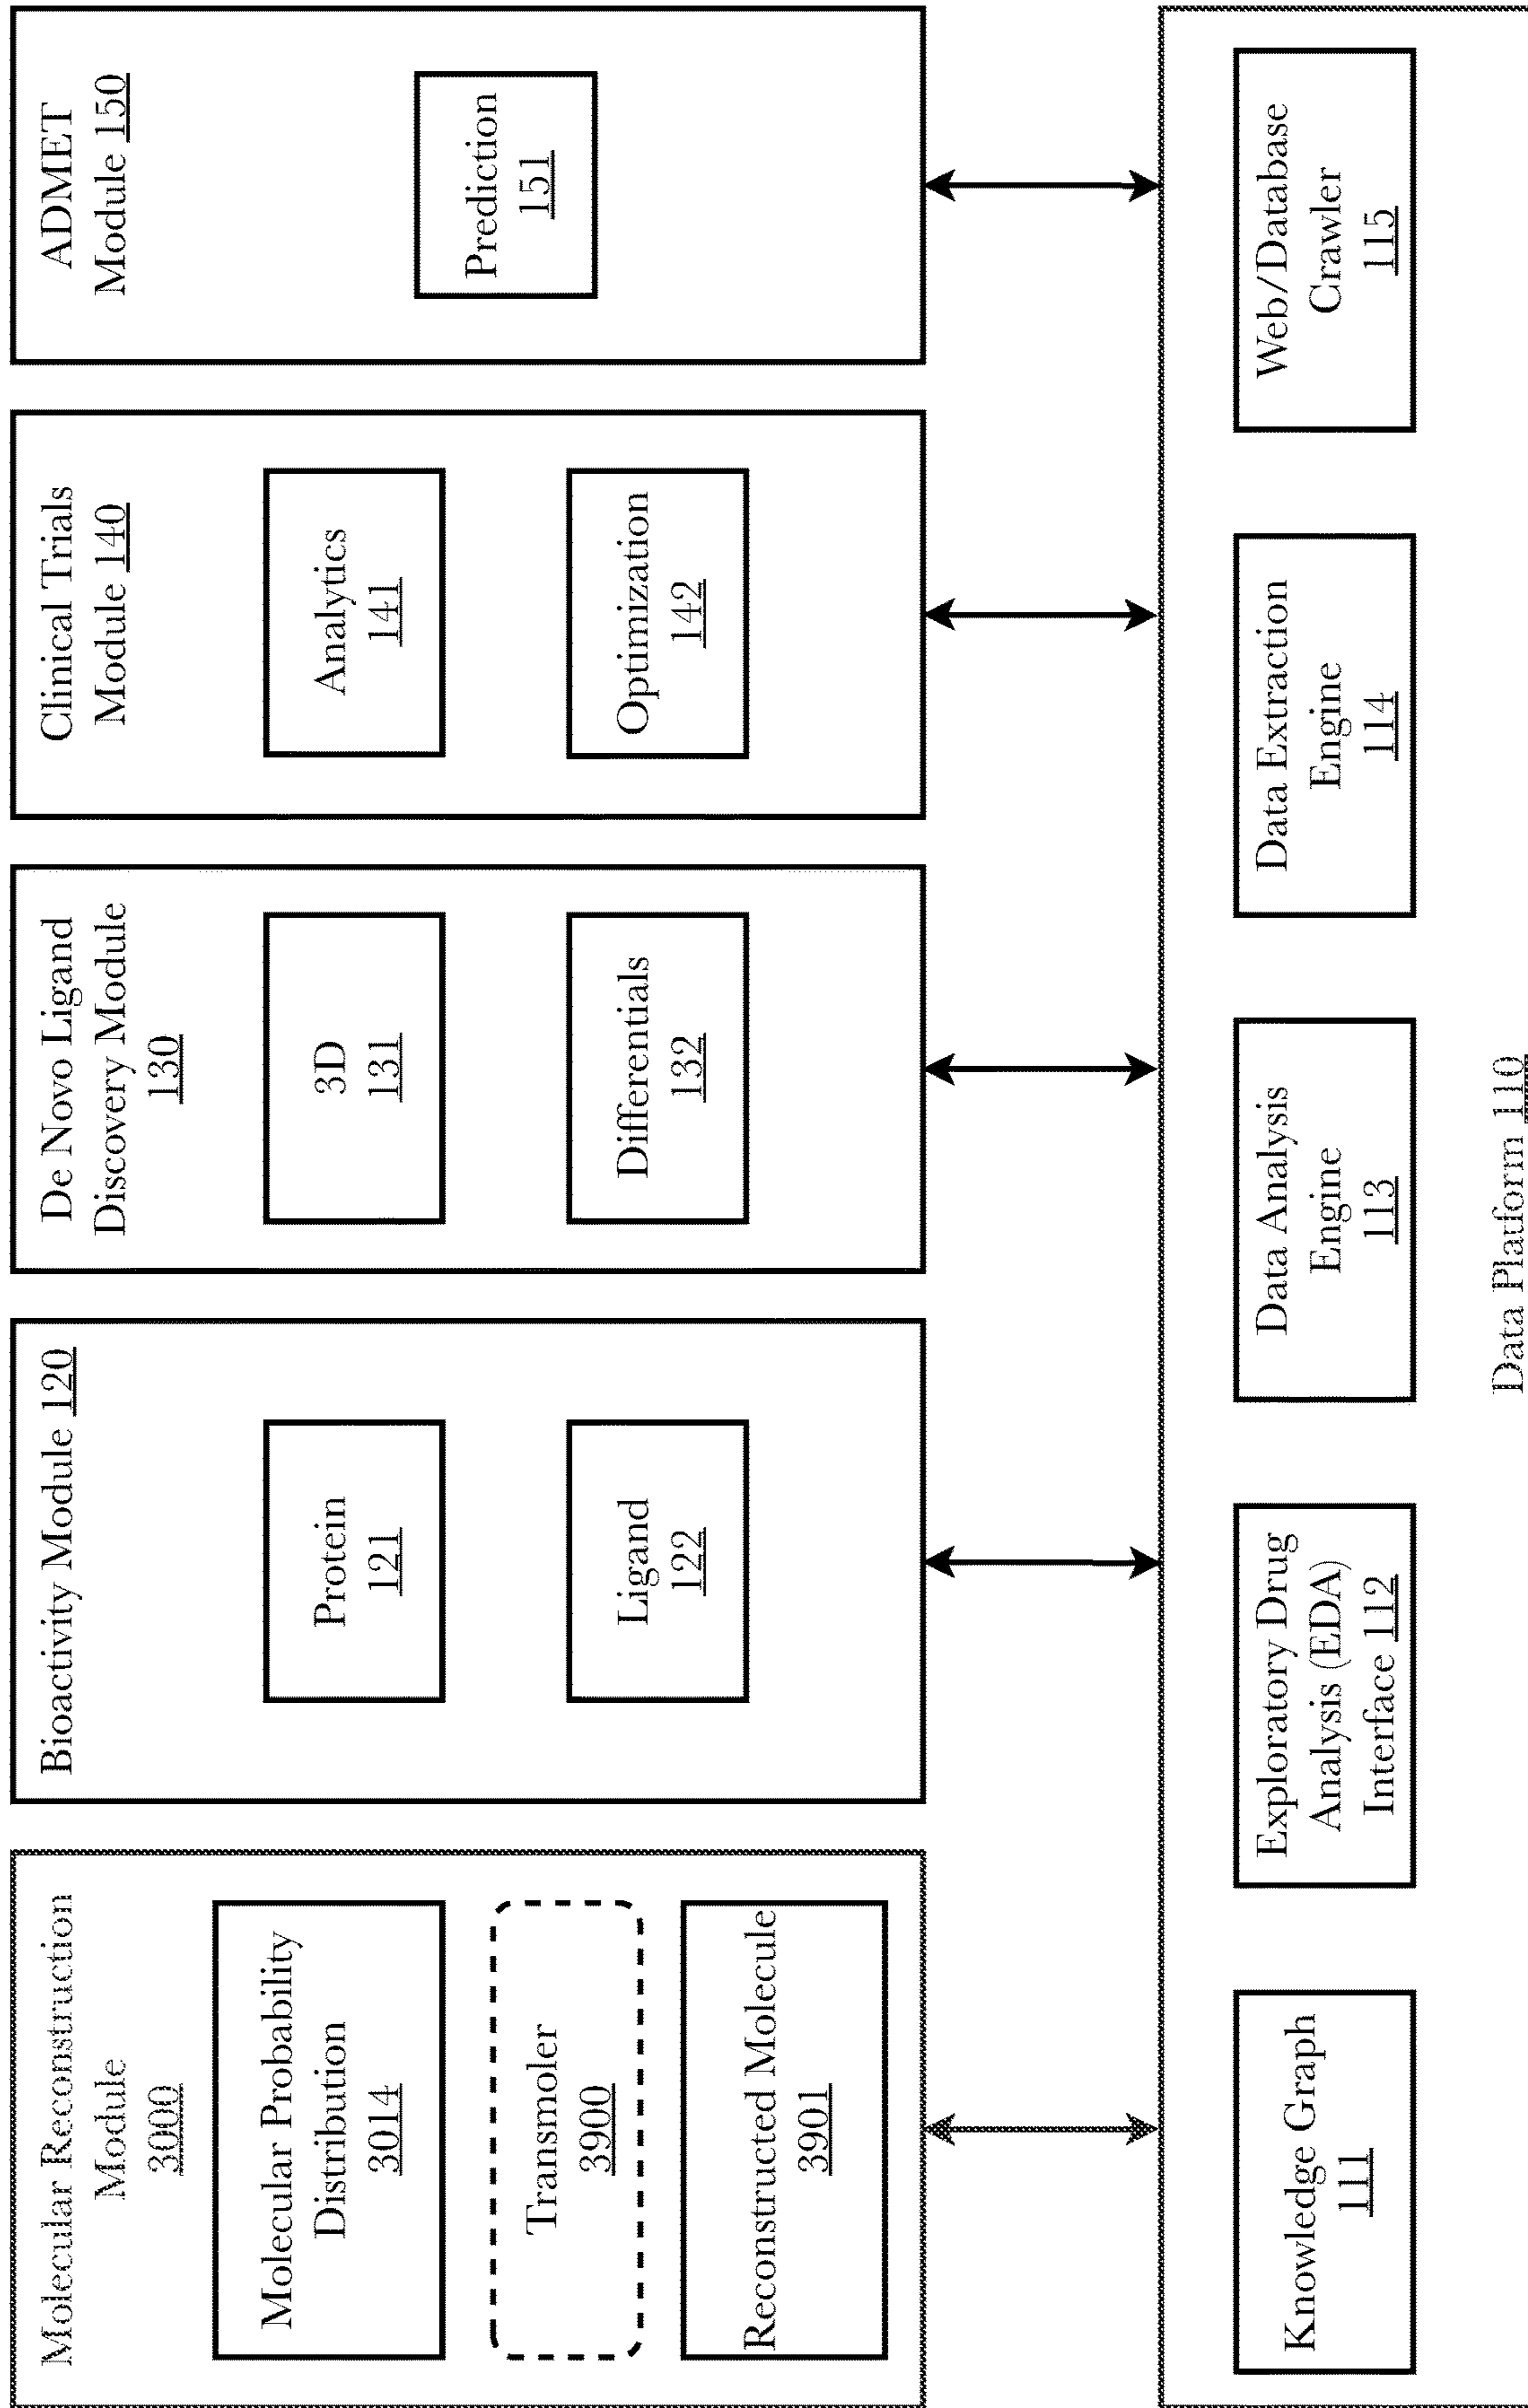 Molecular Reconstruction
Module
3000
Molecular Probability
Distribution
3014
Transmoler
3900
Reconstructed Molecule
3901
Bioactivity Module 120
Protein
121
Ligand
122
De Novo Ligand
Discovery Module
130
3D
131
Differentials
132
Clinical Trials
Module 140
Analytics
141
Optimization
142
ADMET
Module 150
Prediction
151
Knowledge Graph
111
Exploratory Drug
Analysis (EDA)
Interface 112
Data Analysis
Engine
113
Data Extraction
Engine
114
Web/Database
Crawler
115
Data Platform 110